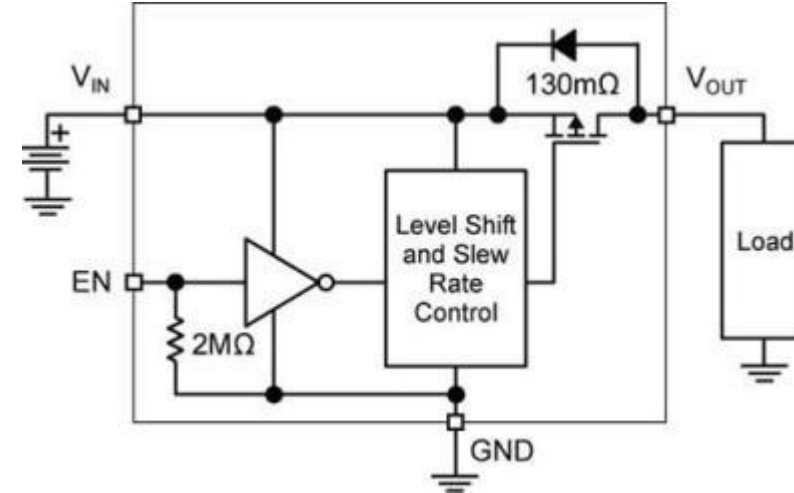 V_IN
130mΩ
V_OUT
+
Level Shift
and Slew
Rate
Control
Load
EN
2MΩ
GND